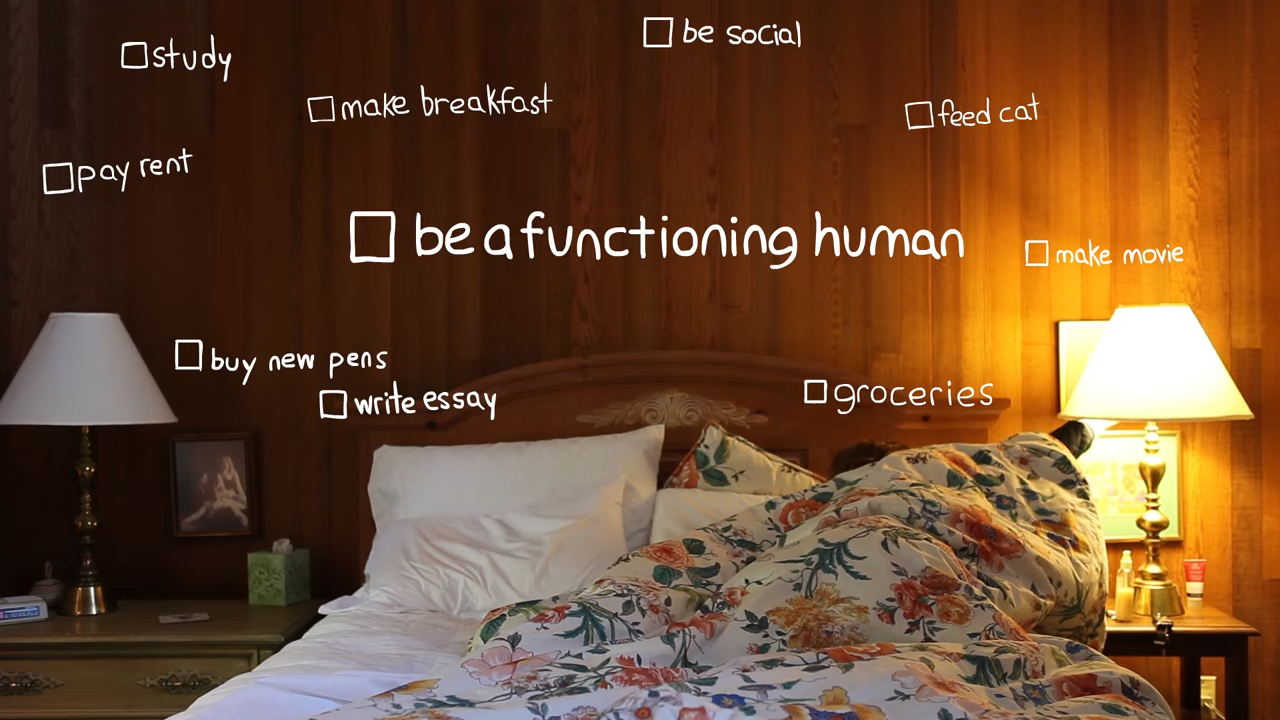 be social
study
make breakfast
feed cat
pay rent
be a functioning human
make movie
buy new pens
write essay
groceries